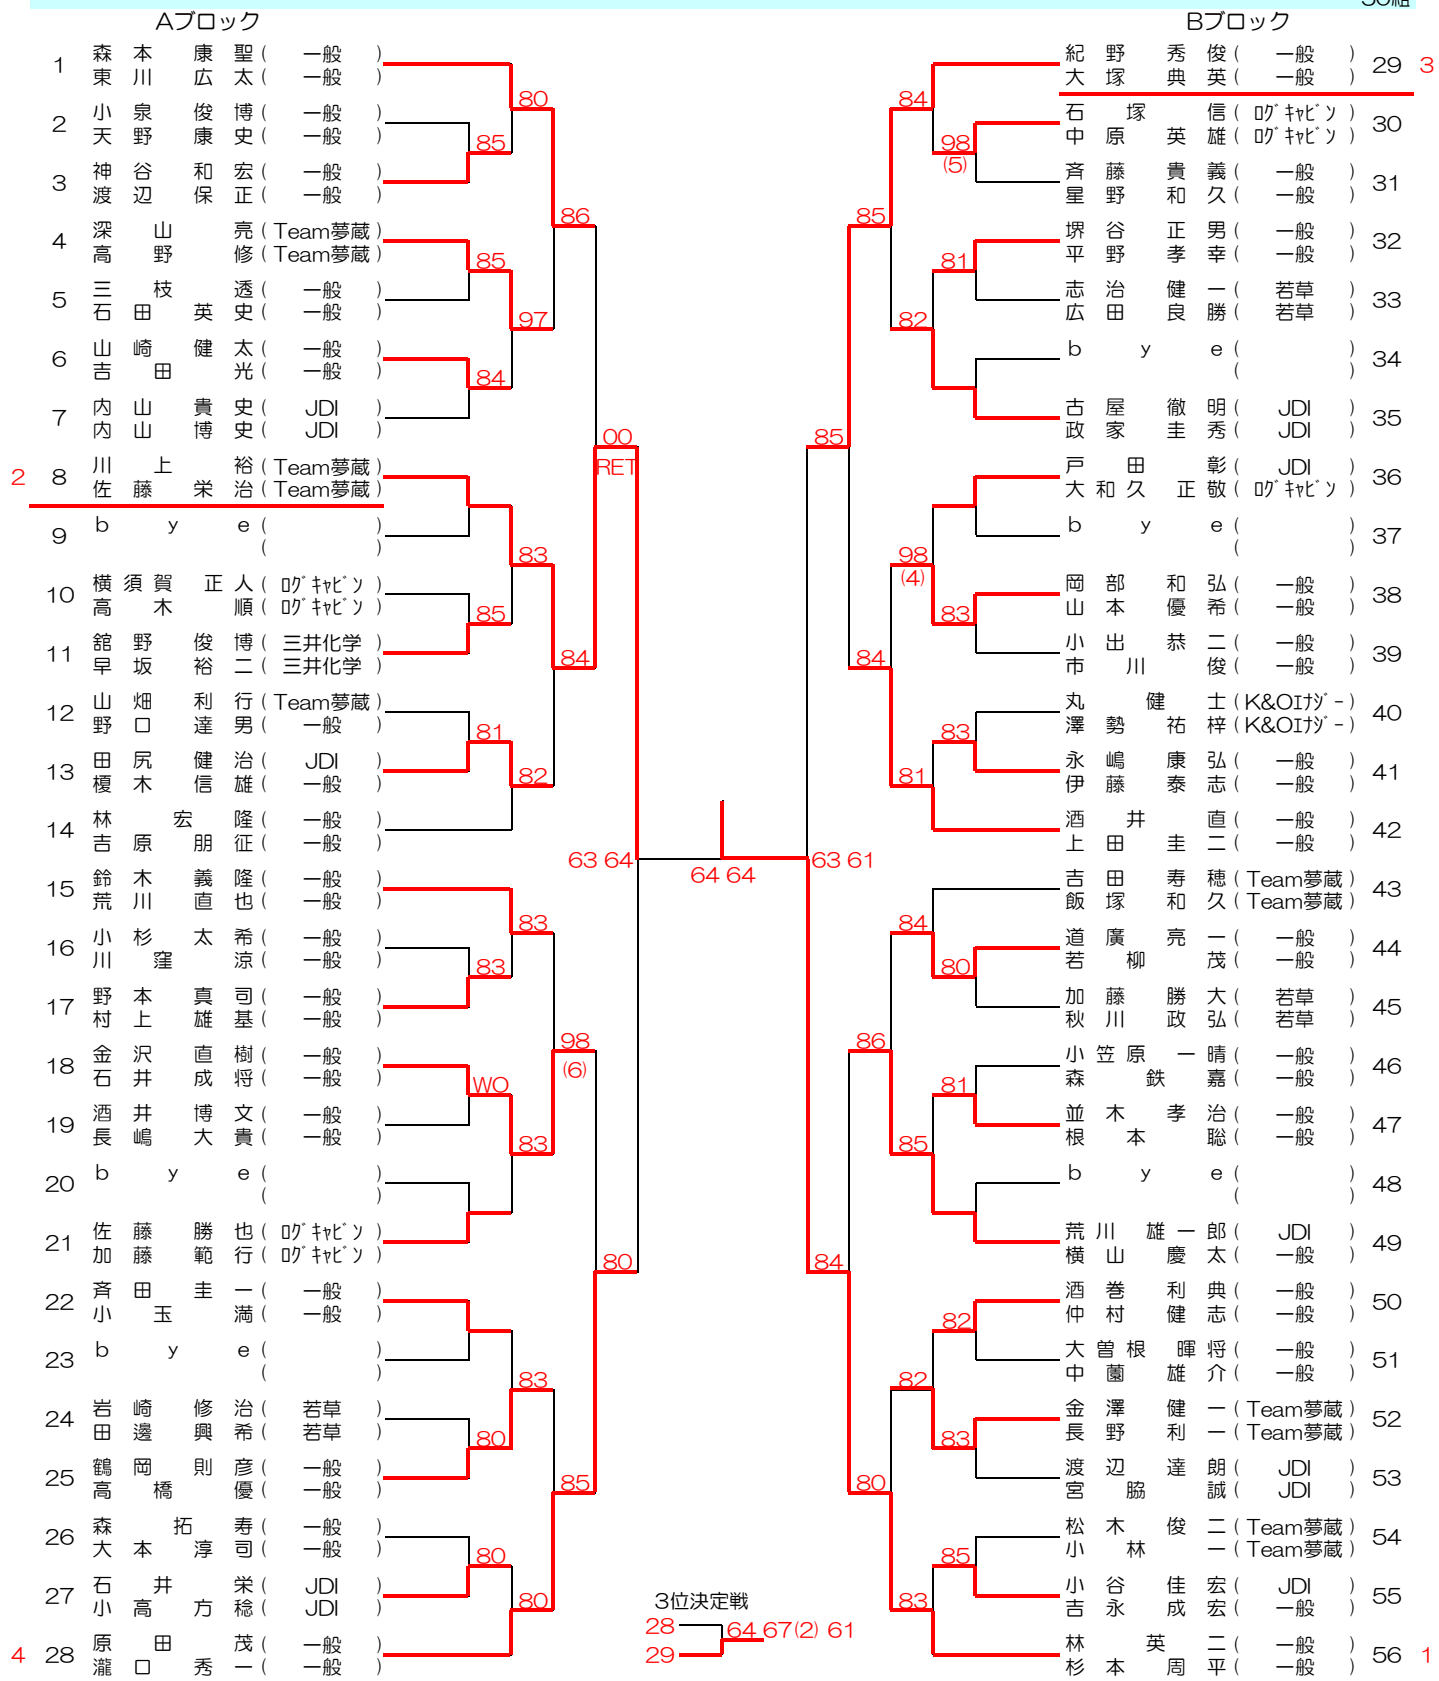 Aブロック
1 森本 康聖 ( 一般 )
東川 広太 ( 一般 )
2 小泉 俊博 ( 一般 )
天野 康史 ( 一般 )
3 神谷 和宏 ( 一般 )
渡辺 保正 ( 一般 )
4 深山 亮 ( Team夢蔵 )
高野 修 ( Team夢蔵 )
5 三枝 透 ( 一般 )
石田 英史 ( 一般 )
6 山崎 健太 ( 一般 )
吉田 光 ( 一般 )
7 内山 貴史 ( JDI )
内山 博史 ( JDI )
2 8 川上 裕 ( Team夢蔵 )
佐藤 栄治 ( Team夢蔵 )
9 bye ( )
( )
10 横須賀 正人 ( ログキャビン )
高木 順 ( ログキャビン )
11 舘野 俊博 ( 三井化学 )
早坂 裕二 ( 三井化学 )
12 山畑 利行 ( Team夢蔵 )
野口 達男 ( 一般 )
13 田尻 健治 ( JDI )
榎木 信雄 ( 一般 )
14 林 宏隆 ( 一般 )
吉原 朋征 ( 一般 )
15 鈴木 義隆 ( 一般 )
荒川 直也 ( 一般 )
16 小杉 太希 ( 一般 )
川窪 涼 ( 一般 )
17 野本 真司 ( 一般 )
村上 雄基 ( 一般 )
18 金沢 直樹 ( 一般 )
石井 成将 ( 一般 )
19 酒井 博文 ( 一般 )
長嶋 大貴 ( 一般 )
20 bye ( )
( )
21 佐藤 勝也 ( ログキャビン )
加藤 範行 ( ログキャビン )
22 斉田 圭一 ( 一般 )
小玉 満 ( 一般 )
23 bye ( )
( )
24 岩崎 修治 ( 若草 )
田邊 興希 ( 若草 )
25 鶴岡 則彦 ( 一般 )
高橋 優 ( 一般 )
26 森 拓寿 ( 一般 )
大本 淳司 ( 一般 )
27 石井 栄 ( JDI )
小高 方稔 ( JDI )
4 28 原田 茂 ( 一般 )
瀧口 秀一 ( 一般 )
80
85
86
85
97
84
00
RET
83
85
84
81
82
63 64
83
83
98
(6)
WO
83
80
83
80
85
80
80
64 64
3位決定戦
28
29
64 67(2) 61
84
98
(5)
85
81
82
85
98
(4)
83
84
83
81
63 61
84
80
86
81
85
84
82
82
83
80
85
83
Bブロック
紀野 秀俊 ( 一般 ) 29 3
大塚 典英 ( 一般 )
石塚 信 ( ログキャビン ) 30
中原 英雄 ( ログキャビン )
斉藤 貴義 ( 一般 ) 31
星野 和久 ( 一般 )
堺谷 正男 ( 一般 ) 32
平野 孝幸 ( 一般 )
志治 健一 ( 若草 ) 33
広田 良勝 ( 若草 )
bye ( ) 34
( )
古屋 徹明 ( JDI ) 35
政家 圭秀 ( JDI )
戸田 彰 ( JDI ) 36
大和久 正敬 ( ログキャビン )
bye ( ) 37
( )
岡部 和弘 ( 一般 ) 38
山本 優希 ( 一般 )
小出 恭二 ( 一般 ) 39
市川 俊 ( 一般 )
丸 健士 ( K&Oエナジー ) 40
澤勢 祐梓 ( K&Oエナジー )
永嶋 康弘 ( 一般 ) 41
伊藤 泰志 ( 一般 )
酒井 直 ( 一般 ) 42
上田 圭二 ( 一般 )
吉田 寿穂 ( Team夢蔵 ) 43
飯塚 和久 ( Team夢蔵 )
道廣 亮一 ( 一般 ) 44
若柳 茂 ( 一般 )
加藤 勝大 ( 若草 ) 45
秋川 政弘 ( 若草 )
小笠原 一晴 ( 一般 ) 46
森 鉄嘉 ( 一般 )
並木 孝治 ( 一般 ) 47
根本 聡 ( 一般 )
bye ( ) 48
( )
荒川 雄一郎 ( JDI ) 49
横山 慶太 ( 一般 )
酒巻 利典 ( 一般 ) 50
仲村 健志 ( 一般 )
大曽根 暉将 ( 一般 ) 51
中薗 雄介 ( 一般 )
金澤 健一 ( Team夢蔵 ) 52
長野 利一 ( Team夢蔵 )
渡辺 達朗 ( JDI ) 53
宮脇 誠 ( JDI )
松木 俊二 ( Team夢蔵 ) 54
小林 一 ( Team夢蔵 )
小谷 佳宏 ( JDI ) 55
吉永 成宏 ( 一般 )
林 英二 ( 一般 ) 56 1
杉本 周平 ( 一般 )